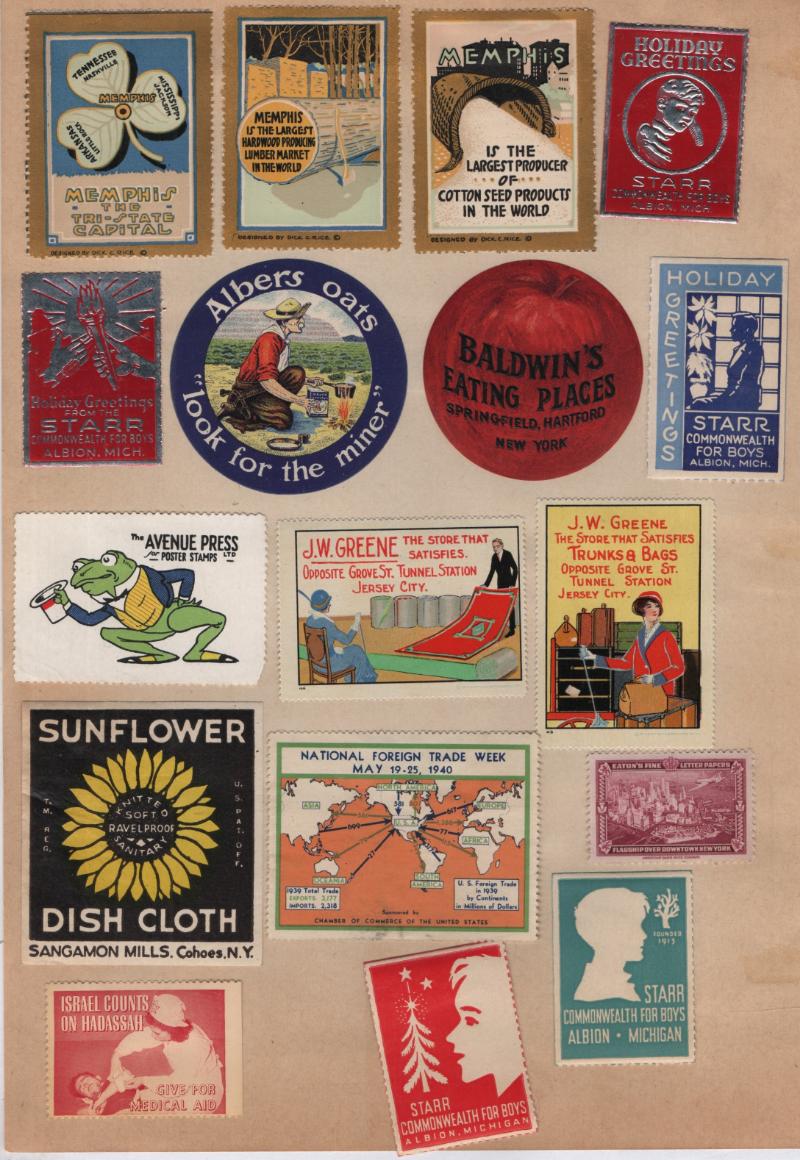 TENNESSEE
NASHVILLE
MISSISSIPPI
JACKSON
MEMPHIS
ARKANSAS
LITTLE ROCK
MEMPHIS
THE
TRI-STATE
CAPITAL
DESIGNED BY DICK C. RICE. ©
MEMPHIS
IS THE LARGEST
HARDWOOD PRODUCING
LUMBER MARKET
IN THE WORLD
DESIGNED BY DICK. C. RICE. ©
MEMPHIS
IS THE
LARGEST PRODUCER
OF
COTTON SEED PRODUCTS
IN THE WORLD
DESIGNED BY DICK. C. RICE. ©
HOLIDAY
GREETINGS
STARR
COMMONWEALTH FOR BOYS
ALBION, MICH.
Holiday Greetings
FROM THE
STARR
COMMONWEALTH FOR BOYS
ALBION, MICH.
Albers oats
"look for the miner"
BALDWIN'S
EATING PLACES
SPRINGFIELD, HARTFORD
NEW YORK
HOLIDAY
GREETINGS
STARR
COMMONWEALTH
FOR BOYS
ALBION, MICH.
The AVENUE PRESS
for POSTER STAMPS LTD
J.W. GREENE THE STORE THAT
SATISFIES.
OPPOSITE GROVE ST. TUNNEL STATION
JERSEY CITY.
J.W. GREENE
THE STORE THAT SATISFIES
TRUNKS & BAGS
OPPOSITE GROVE ST.
TUNNEL STATION
JERSEY CITY.
SUNFLOWER
T.M. REG.
U.S. PAT. OFF.
KNITTED
SOFT
RAVELPROOF
SANITARY
DISH CLOTH
SANGAMON MILLS, Cohoes, N.Y.
NATIONAL FOREIGN TRADE WEEK
MAY 19-25, 1940
NORTH AMERICA
ASIA
EUROPE
U.S.A.
AFRICA
OCEANIA
SOUTH
AMERICA
1939 Total Trade
EXPORTS: 3,177
IMPORTS: 2,318
U.S. Foreign Trade
in 1939
by Continents
in Millions of Dollars
Sponsored by
CHAMBER OF COMMERCE OF THE UNITED STATES
EATON'S FINE LETTER PAPERS
FLAGSHIP OVER DOWNTOWN NEW YORK
FOUNDED
1913
STARR
COMMONWEALTH FOR BOYS
ALBION • MICHIGAN
ISRAEL COUNTS
ON HADASSAH
GIVE FOR
MEDICAL AID
STARR
COMMONWEALTH FOR BOYS
ALBION, MICHIGAN